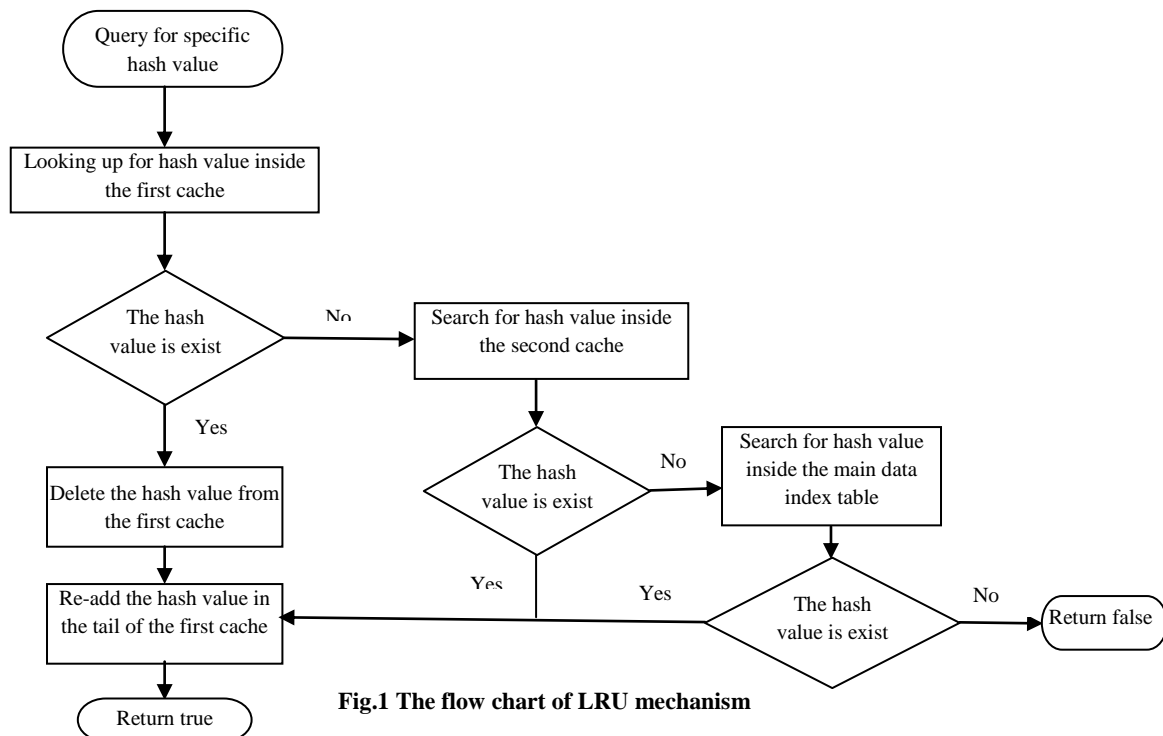 Query for specific
hash value
Looking up for hash value inside
the first cache
The hash
value is exist
No
Search for hash value inside
the second cache
Yes
The hash
value is exist
No
Search for hash value
inside the main data
index table
Delete the hash value from
the first cache
Yes
Yes
The hash
value is exist
No
Return false
Re-add the hash value in
the tail of the first cache
Return true
Fig.1 The flow chart of LRU mechanism